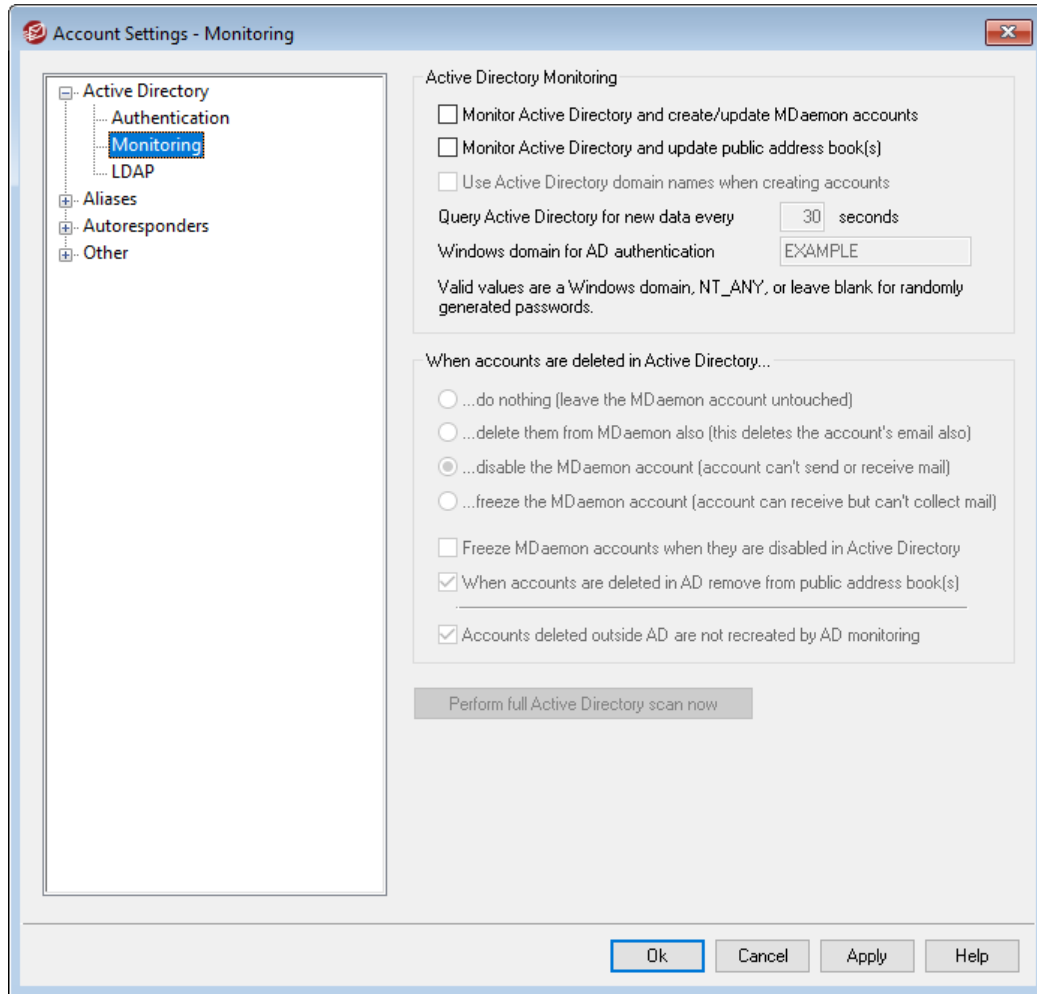 Account Settings - Monitoring
Active Directory
Authentication
Monitoring
LDAP
Aliases
Autoresponders
Other
Active Directory Monitoring
Monitor Active Directory and create/update MDaemon accounts
Monitor Active Directory and update public address book(s)
Use Active Directory domain names when creating accounts
Query Active Directory for new data every 30 seconds
Windows domain for AD authentication EXAMPLE
Valid values are a Windows domain, NT_ANY, or leave blank for randomly
generated passwords.
When accounts are deleted in Active Directory...
...do nothing (leave the MDaemon account untouched)
...delete them from MDaemon also (this deletes the account's email also)
...disable the MDaemon account (account can't send or receive mail)
...freeze the MDaemon account (account can receive but can't collect mail)
Freeze MDaemon accounts when they are disabled in Active Directory
When accounts are deleted in AD remove from public address book(s)
Accounts deleted outside AD are not recreated by AD monitoring
Perform full Active Directory scan now
Ok Cancel Apply Help